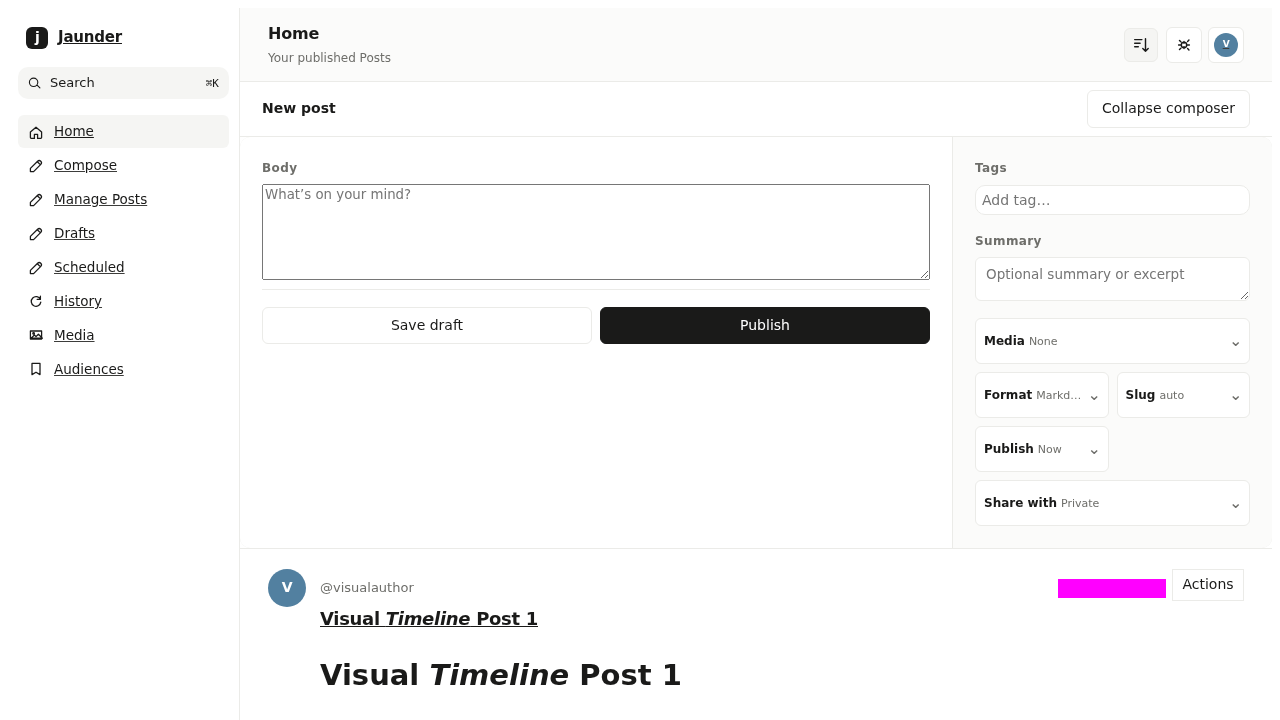 j Jaunder
Search ⌘K
Home
Compose
Manage Posts
Drafts
Scheduled
History
Media
Audiences
Home
Your published Posts
V
New post
Collapse composer
Body
What’s on your mind?
Save draft
Publish
Tags
Add tag…
Summary
Optional summary or excerpt
Media None
Format Markd… Slug auto
Publish Now
Share with Private
V @visualauthor
Actions
Visual Timeline Post 1
Visual Timeline Post 1